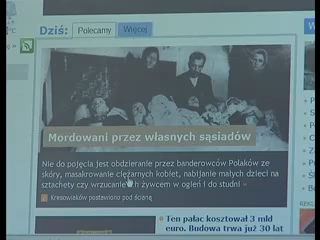 °C
Dziś:
Polecamy
Więcej
Mordowani przez własnych sąsiadów
Nie do pojęcia jest obdzieranie przez banderowców Polaków ze
skóry, masakrowanie ciężarnych kobiet, nabijanie małych dzieci na
sztachety czy wrzucanie ich żywcem w ogień i do studni »
Kresowiaków postawiono pod ścianą
Ten pałac kosztował 3 mld
euro. Budowa trwa już 30 lat